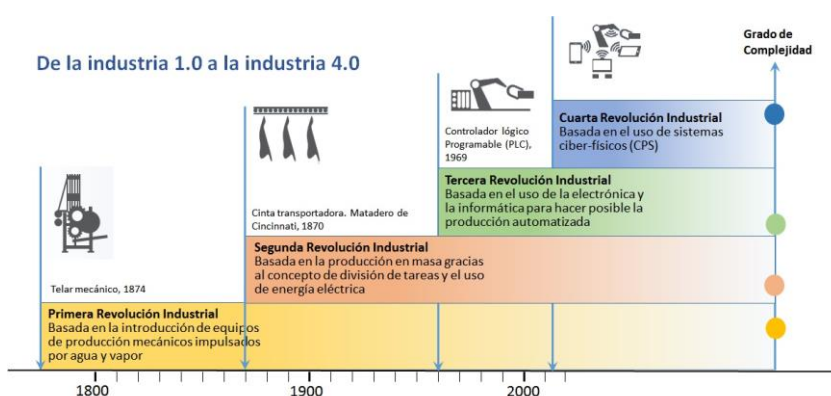 De la industria 1.0 a la industria 4.0
Grado de
Complejidad
Cuarta Revolución Industrial
Basada en el uso de sistemas
ciber-físicos (CPS)
Controlador lógico
Programable (PLC),
1969
Tercera Revolución Industrial
Basada en el uso de la electrónica y
la informática para hacer posible la
producción automatizada
Cinta transportadora. Matadero de
Cincinnati, 1870
Segunda Revolución Industrial
Basada en la producción en masa gracias
al concepto de división de tareas y el uso
de energía eléctrica
Telar mecánico, 1874
Primera Revolución Industrial
Basada en la introducción de equipos
de producción mecánicos impulsados
por agua y vapor
1800
1900
2000